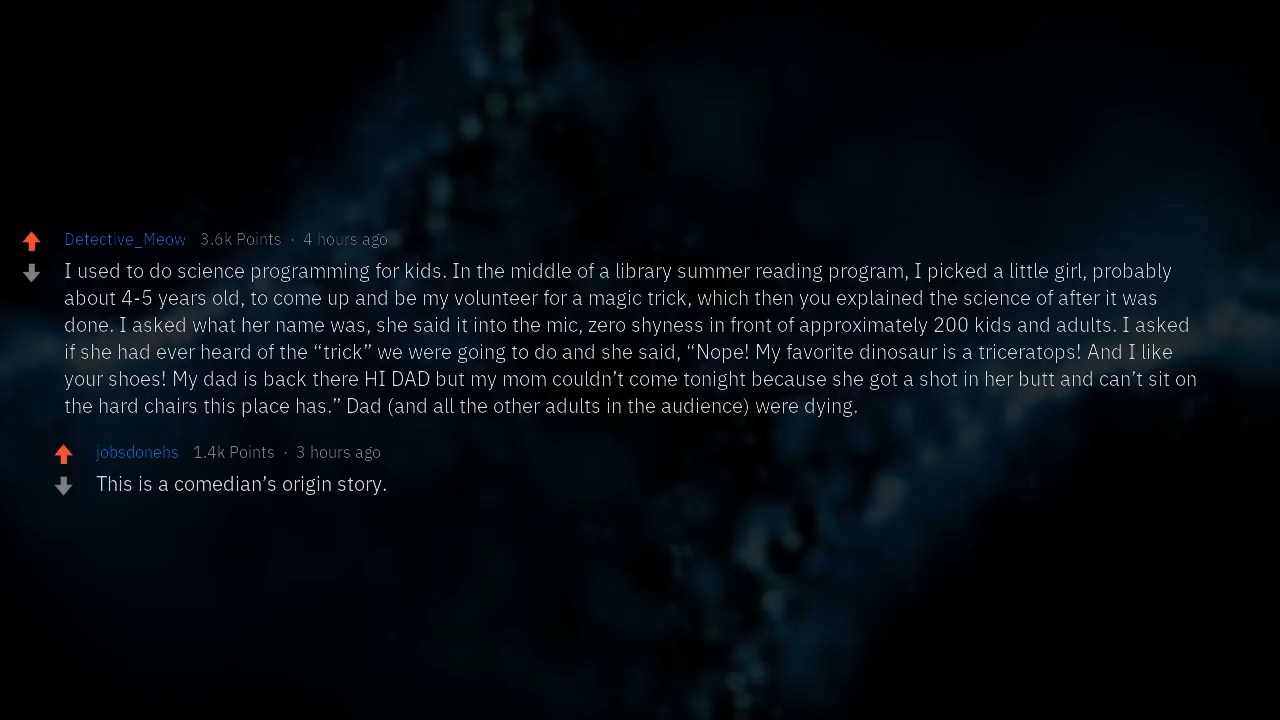 Detective_Meow 3.6k Points · 4 hours ago
I used to do science programming for kids. In the middle of a library summer reading program, I picked a little girl, probably
about 4-5 years old, to come up and be my volunteer for a magic trick, which then you explained the science of after it was
done. I asked what her name was, she said it into the mic, zero shyness in front of approximately 200 kids and adults. I asked
if she had ever heard of the “trick” we were going to do and she said, “Nope! My favorite dinosaur is a triceratops! And I like
your shoes! My dad is back there HI DAD but my mom couldn’t come tonight because she got a shot in her butt and can’t sit on
the hard chairs this place has.” Dad (and all the other adults in the audience) were dying.
jobsdonehs 1.4k Points · 3 hours ago
This is a comedian’s origin story.